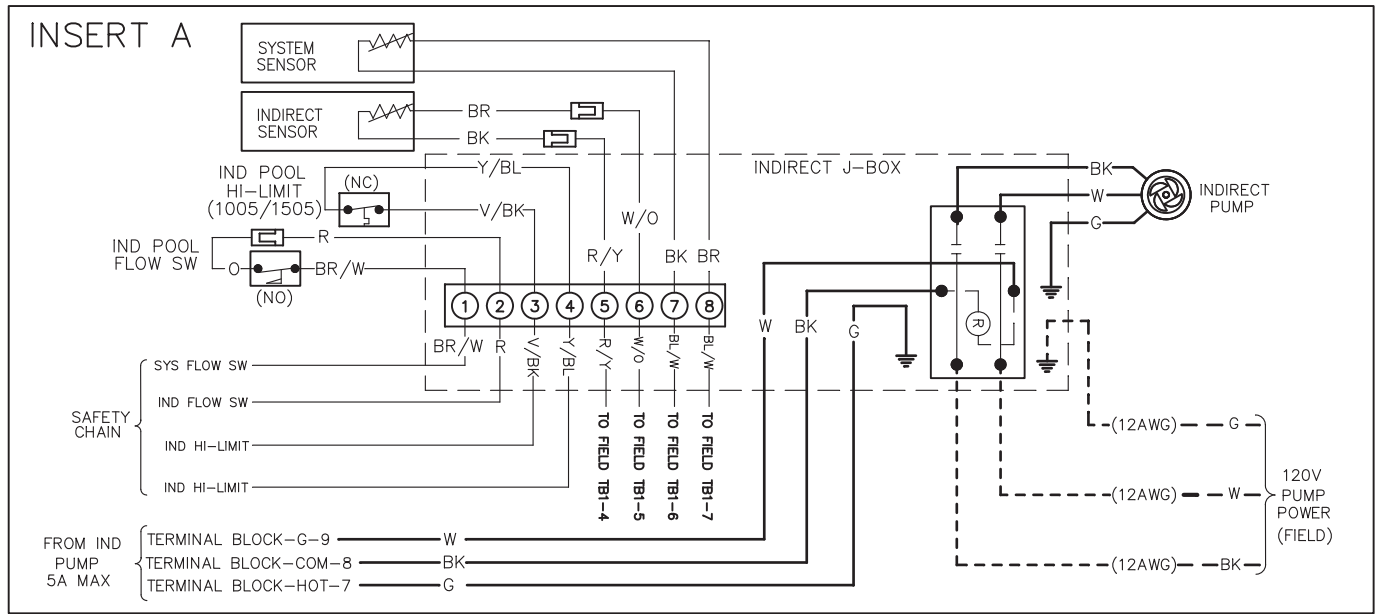 INSERT A
SYSTEM
SENSOR
INDIRECT
SENSOR
BR
BK
IND POOL
HI-LIMIT
(1005/1505)
(NC)
Y/BL
V/BK
IND POOL
FLOW SW
R
O
BR/W
(NO)
INDIRECT J-BOX
W/O
R/Y
BK
BR
1
2
3
4
5
6
7
8
BR/W
R
V/BK
Y/BL
R/Y
W/O
BL/W
BL/W
BK
W
G
INDIRECT
PUMP
W
BK
G
R
SAFETY
CHAIN
SYS FLOW SW
IND FLOW SW
IND HI-LIMIT
IND HI-LIMIT
TO FIELD TB1-4
TO FIELD TB1-5
TO FIELD TB1-6
TO FIELD TB1-7
(12AWG)
G
(12AWG)
W
(12AWG)
BK
120V
PUMP
POWER
(FIELD)
FROM IND
PUMP
5A MAX
TERMINAL BLOCK-G-9
W
TERMINAL BLOCK-COM-8
BK
TERMINAL BLOCK-HOT-7
G